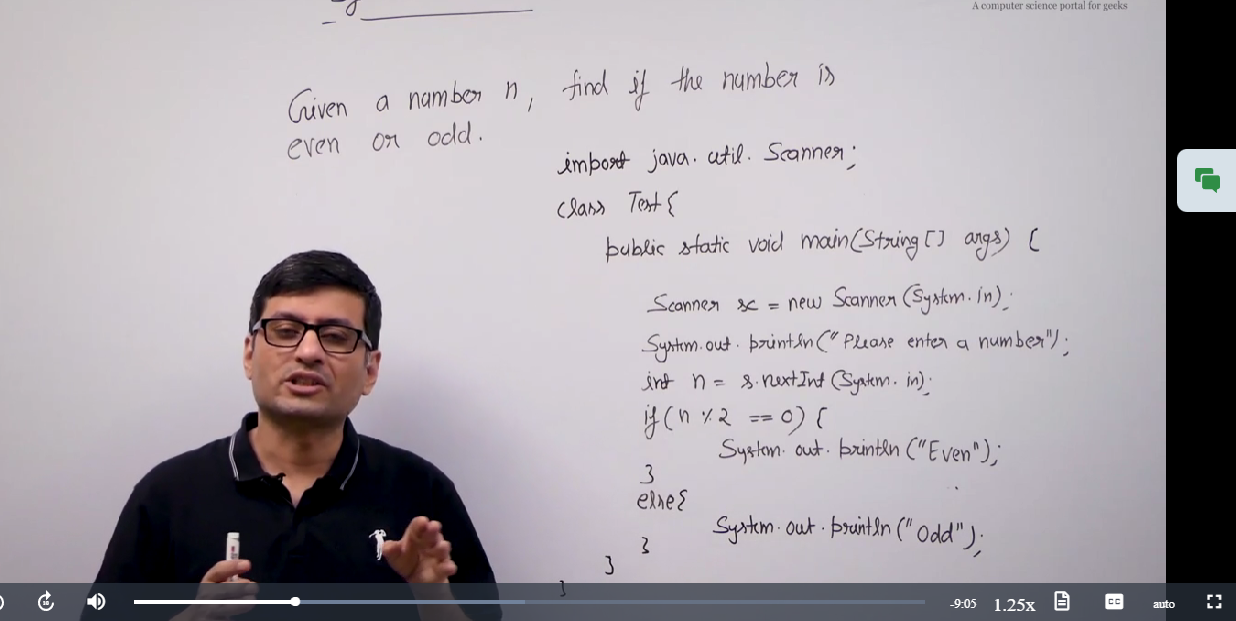 A computer science portal for geeks
Given a number n, find if the number is
even or odd.
import java.util.Scanner;
class Test{
public static void main(String[] args) {
Scanner sc = new Scanner(System.in);
System.out.println("Please enter a number");
int n = s.nextInt(System.in);
if(n %2 == 0) {
System.out.println("Even");
}
else{
System.out.println("Odd");
}
}
}
-9:05 1.25x CC auto